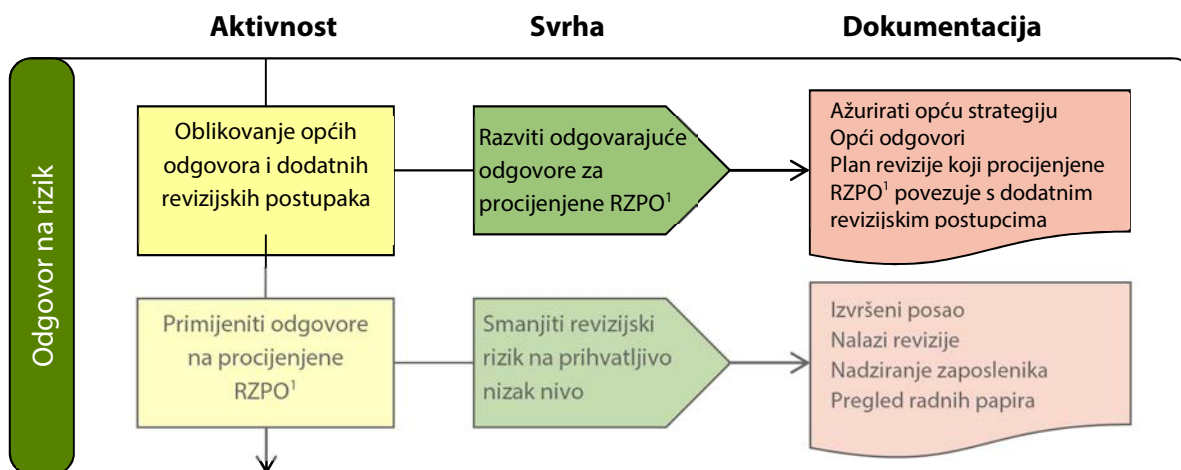 Aktivnost
Svrha
Dokumentacija
Odgovor na rizik
Oblikovanje općih
odgovora i dodatnih
revizijskih postupaka
Razviti odgovarajuće
odgovore za
procijenjene RZPO¹
Ažurirati opću strategiju
Opći odgovori
Plan revizije koji procijenjene
RZPO¹ povezuje s dodatnim
revizijskim postupcima
Primijeniti odgovore
na procijenjene
RZPO¹
Smanjiti revizijski
rizik na prihvatljivo
nizak nivo
Izvršeni posao
Nalazi revizije
Nadziranje zaposlenika
Pregled radnih papira